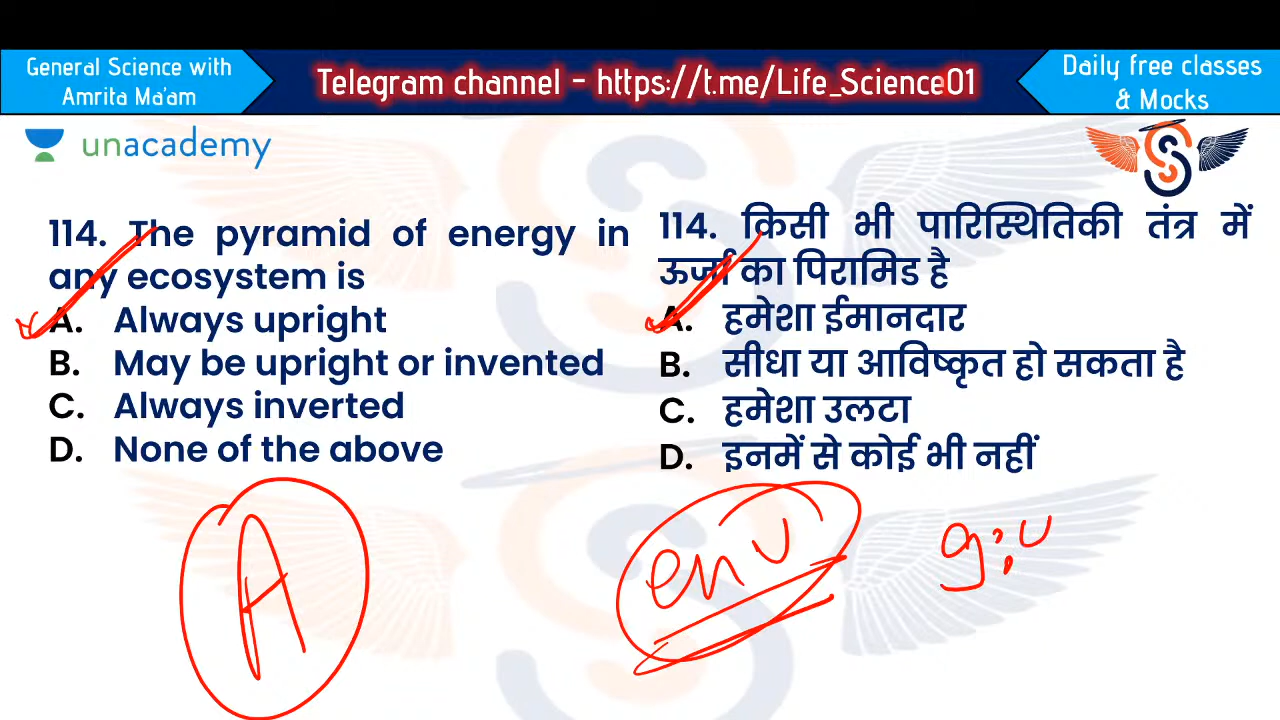 General Science with
Amrita Ma'am
Telegram channel - https://t.me/Life_Science01
Daily free classes
& Mocks
unacademy
114. The pyramid of energy in
any ecosystem is
A. Always upright
B. May be upright or invented
C. Always inverted
D. None of the above
114. किसी भी पारिस्थितिकी तंत्र में
ऊर्जा का पिरामिड है
A. हमेशा ईमानदार
B. सीधा या आविष्कृत हो सकता है
C. हमेशा उलटा
D. इनमें से कोई भी नहीं
A
env